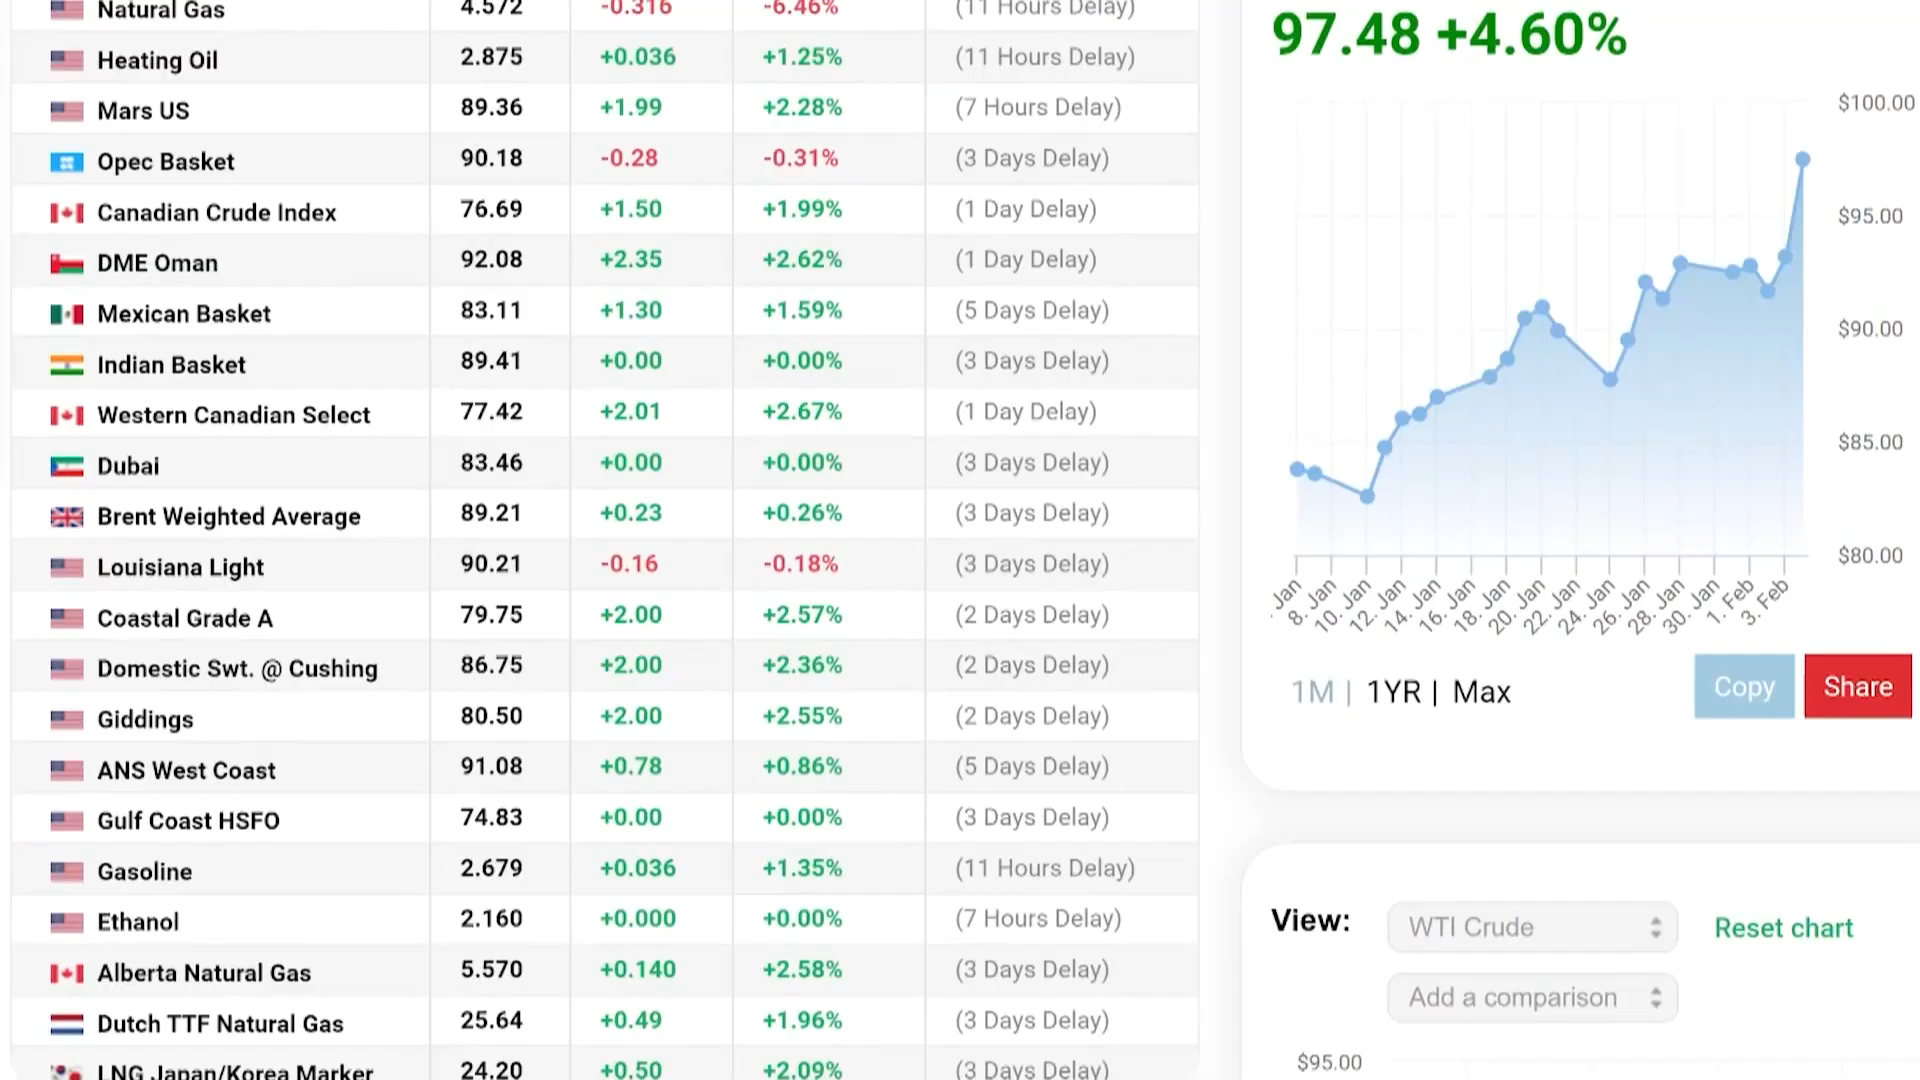 Natural Gas 4.572 -0.316 -6.46% (11 Hours Delay)
Heating Oil 2.875 +0.036 +1.25% (11 Hours Delay)
Mars US 89.36 +1.99 +2.28% (7 Hours Delay)
Opec Basket 90.18 -0.28 -0.31% (3 Days Delay)
Canadian Crude Index 76.69 +1.50 +1.99% (1 Day Delay)
DME Oman 92.08 +2.35 +2.62% (1 Day Delay)
Mexican Basket 83.11 +1.30 +1.59% (5 Days Delay)
Indian Basket 89.41 +0.00 +0.00% (3 Days Delay)
Western Canadian Select 77.42 +2.01 +2.67% (1 Day Delay)
Dubai 83.46 +0.00 +0.00% (3 Days Delay)
Brent Weighted Average 89.21 +0.23 +0.26% (3 Days Delay)
Louisiana Light 90.21 -0.16 -0.18% (3 Days Delay)
Coastal Grade A 79.75 +2.00 +2.57% (2 Days Delay)
Domestic Swt. @ Cushing 86.75 +2.00 +2.36% (2 Days Delay)
Giddings 80.50 +2.00 +2.55% (2 Days Delay)
ANS West Coast 91.08 +0.78 +0.86% (5 Days Delay)
Gulf Coast HSFO 74.83 +0.00 +0.00% (3 Days Delay)
Gasoline 2.679 +0.036 +1.35% (11 Hours Delay)
Ethanol 2.160 +0.000 +0.00% (7 Hours Delay)
Alberta Natural Gas 5.570 +0.140 +2.58% (3 Days Delay)
Dutch TTF Natural Gas 25.64 +0.49 +1.96% (3 Days Delay)
LNG Japan/Korea Marker 24.20 +0.50 +2.09% (3 Days Delay)
97.48 +4.60%
$100.00
$95.00
$90.00
$85.00
$80.00
. Jan 8. Jan 10. Jan 12. Jan 14. Jan 16. Jan 18. Jan 20. Jan 22. Jan 24. Jan 26. Jan 28. Jan 30. Jan 1. Feb 3. Feb
1M | 1YR | Max Copy Share
View: WTI Crude Reset chart
Add a comparison
$95.00